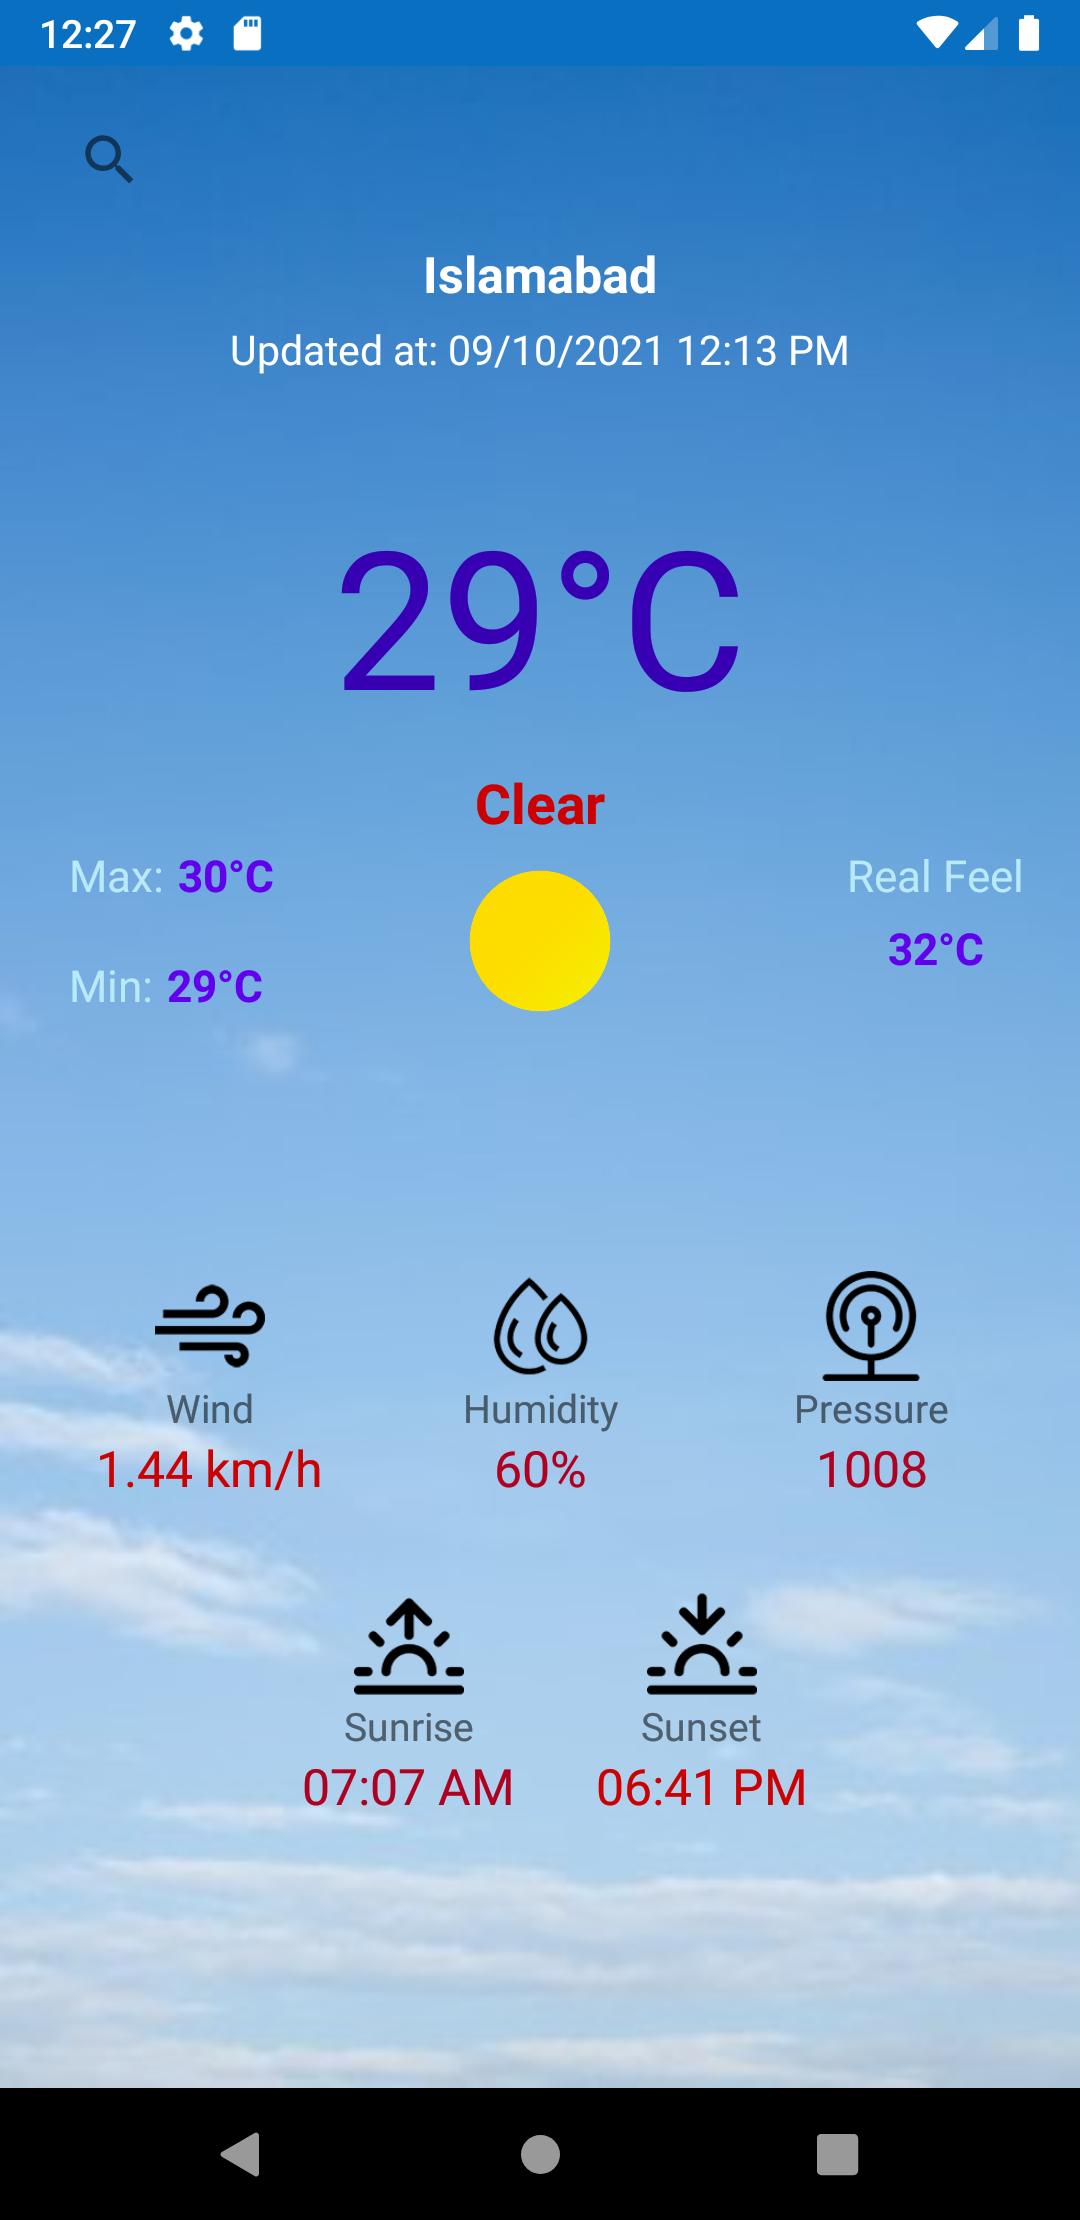 12:27
Islamabad
Updated at: 09/10/2021 12:13 PM
29°C
Clear
Max: 30°C
Real Feel
32°C
Min: 29°C
Wind
Humidity
Pressure
1.44 km/h
60%
1008
Sunrise
Sunset
07:07 AM
06:41 PM